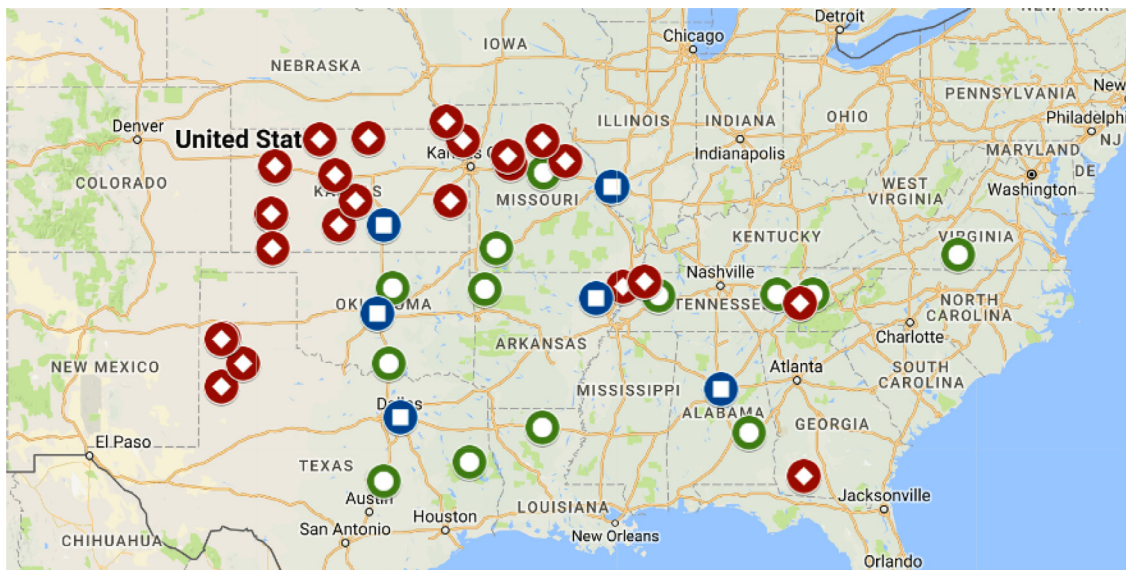 Detroit
NEW YORK
Chicago
IOWA
NEBRASKA
PENNSYLVANIA
New
Denver
United Stat
ILLINOIS
INDIANA
OHIO
Philadelphi
Kansas C
Indianapolis
NJ
MARYLAND
DE
COLORADO
KANSAS
MISSOURI
WEST
VIRGINIA
Washington
KENTUCKY
VIRGINIA
Nashville
OKLAHOMA
TENNESSEE
NORTH
CAROLINA
ARKANSAS
Charlotte
NEW MEXICO
Atlanta
SOUTH
CAROLINA
MISSISSIPPI
Dallas
ALABAMA
GEORGIA
El Paso
TEXAS
Austin
LOUISIANA
Jacksonville
Houston
San Antonio
New Orleans
CHIHUAHUA
Orlando